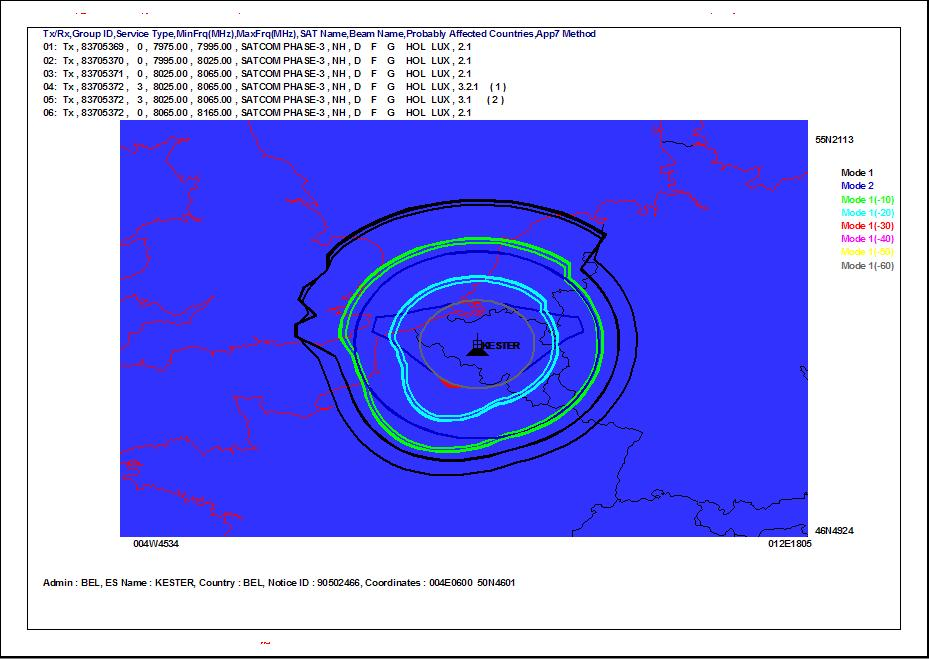 Tx/Rx,Group ID,Service Type,MinFrq(MHz),MaxFrq(MHz),SAT Name,Beam Name,Probably Affected Countries,App7 Method
01: Tx , 83705369 , 0 , 7975.00 , 7995.00 , SATCOM PHASE-3 , NH , D F G HOL LUX , 2.1
02: Tx , 83705370 , 0 , 7995.00 , 8025.00 , SATCOM PHASE-3 , NH , D F G HOL LUX , 2.1
03: Tx , 83705371 , 0 , 8025.00 , 8065.00 , SATCOM PHASE-3 , NH , D F G HOL LUX , 2.1
04: Tx , 83705372 , 3 , 8025.00 , 8065.00 , SATCOM PHASE-3 , NH , D F G HOL LUX , 3.2.1 ( 1 )
05: Tx , 83705372 , 3 , 8025.00 , 8065.00 , SATCOM PHASE-3 , NH , D F G HOL LUX , 3.1 ( 2 )
06: Tx , 83705372 , 0 , 8065.00 , 8165.00 , SATCOM PHASE-3 , NH , D F G HOL LUX , 2.1
55N2113
Mode 1
Mode 2
Mode 1(-10)
Mode 1(-20)
Mode 1(-30)
Mode 1(-40)
Mode 1(-50)
Mode 1(-60)
KESTER
46N4924
004W4534
012E1805
Admin : BEL, ES Name : KESTER, Country : BEL, Notice ID : 90502466, Coordinates : 004E0600 50N4601